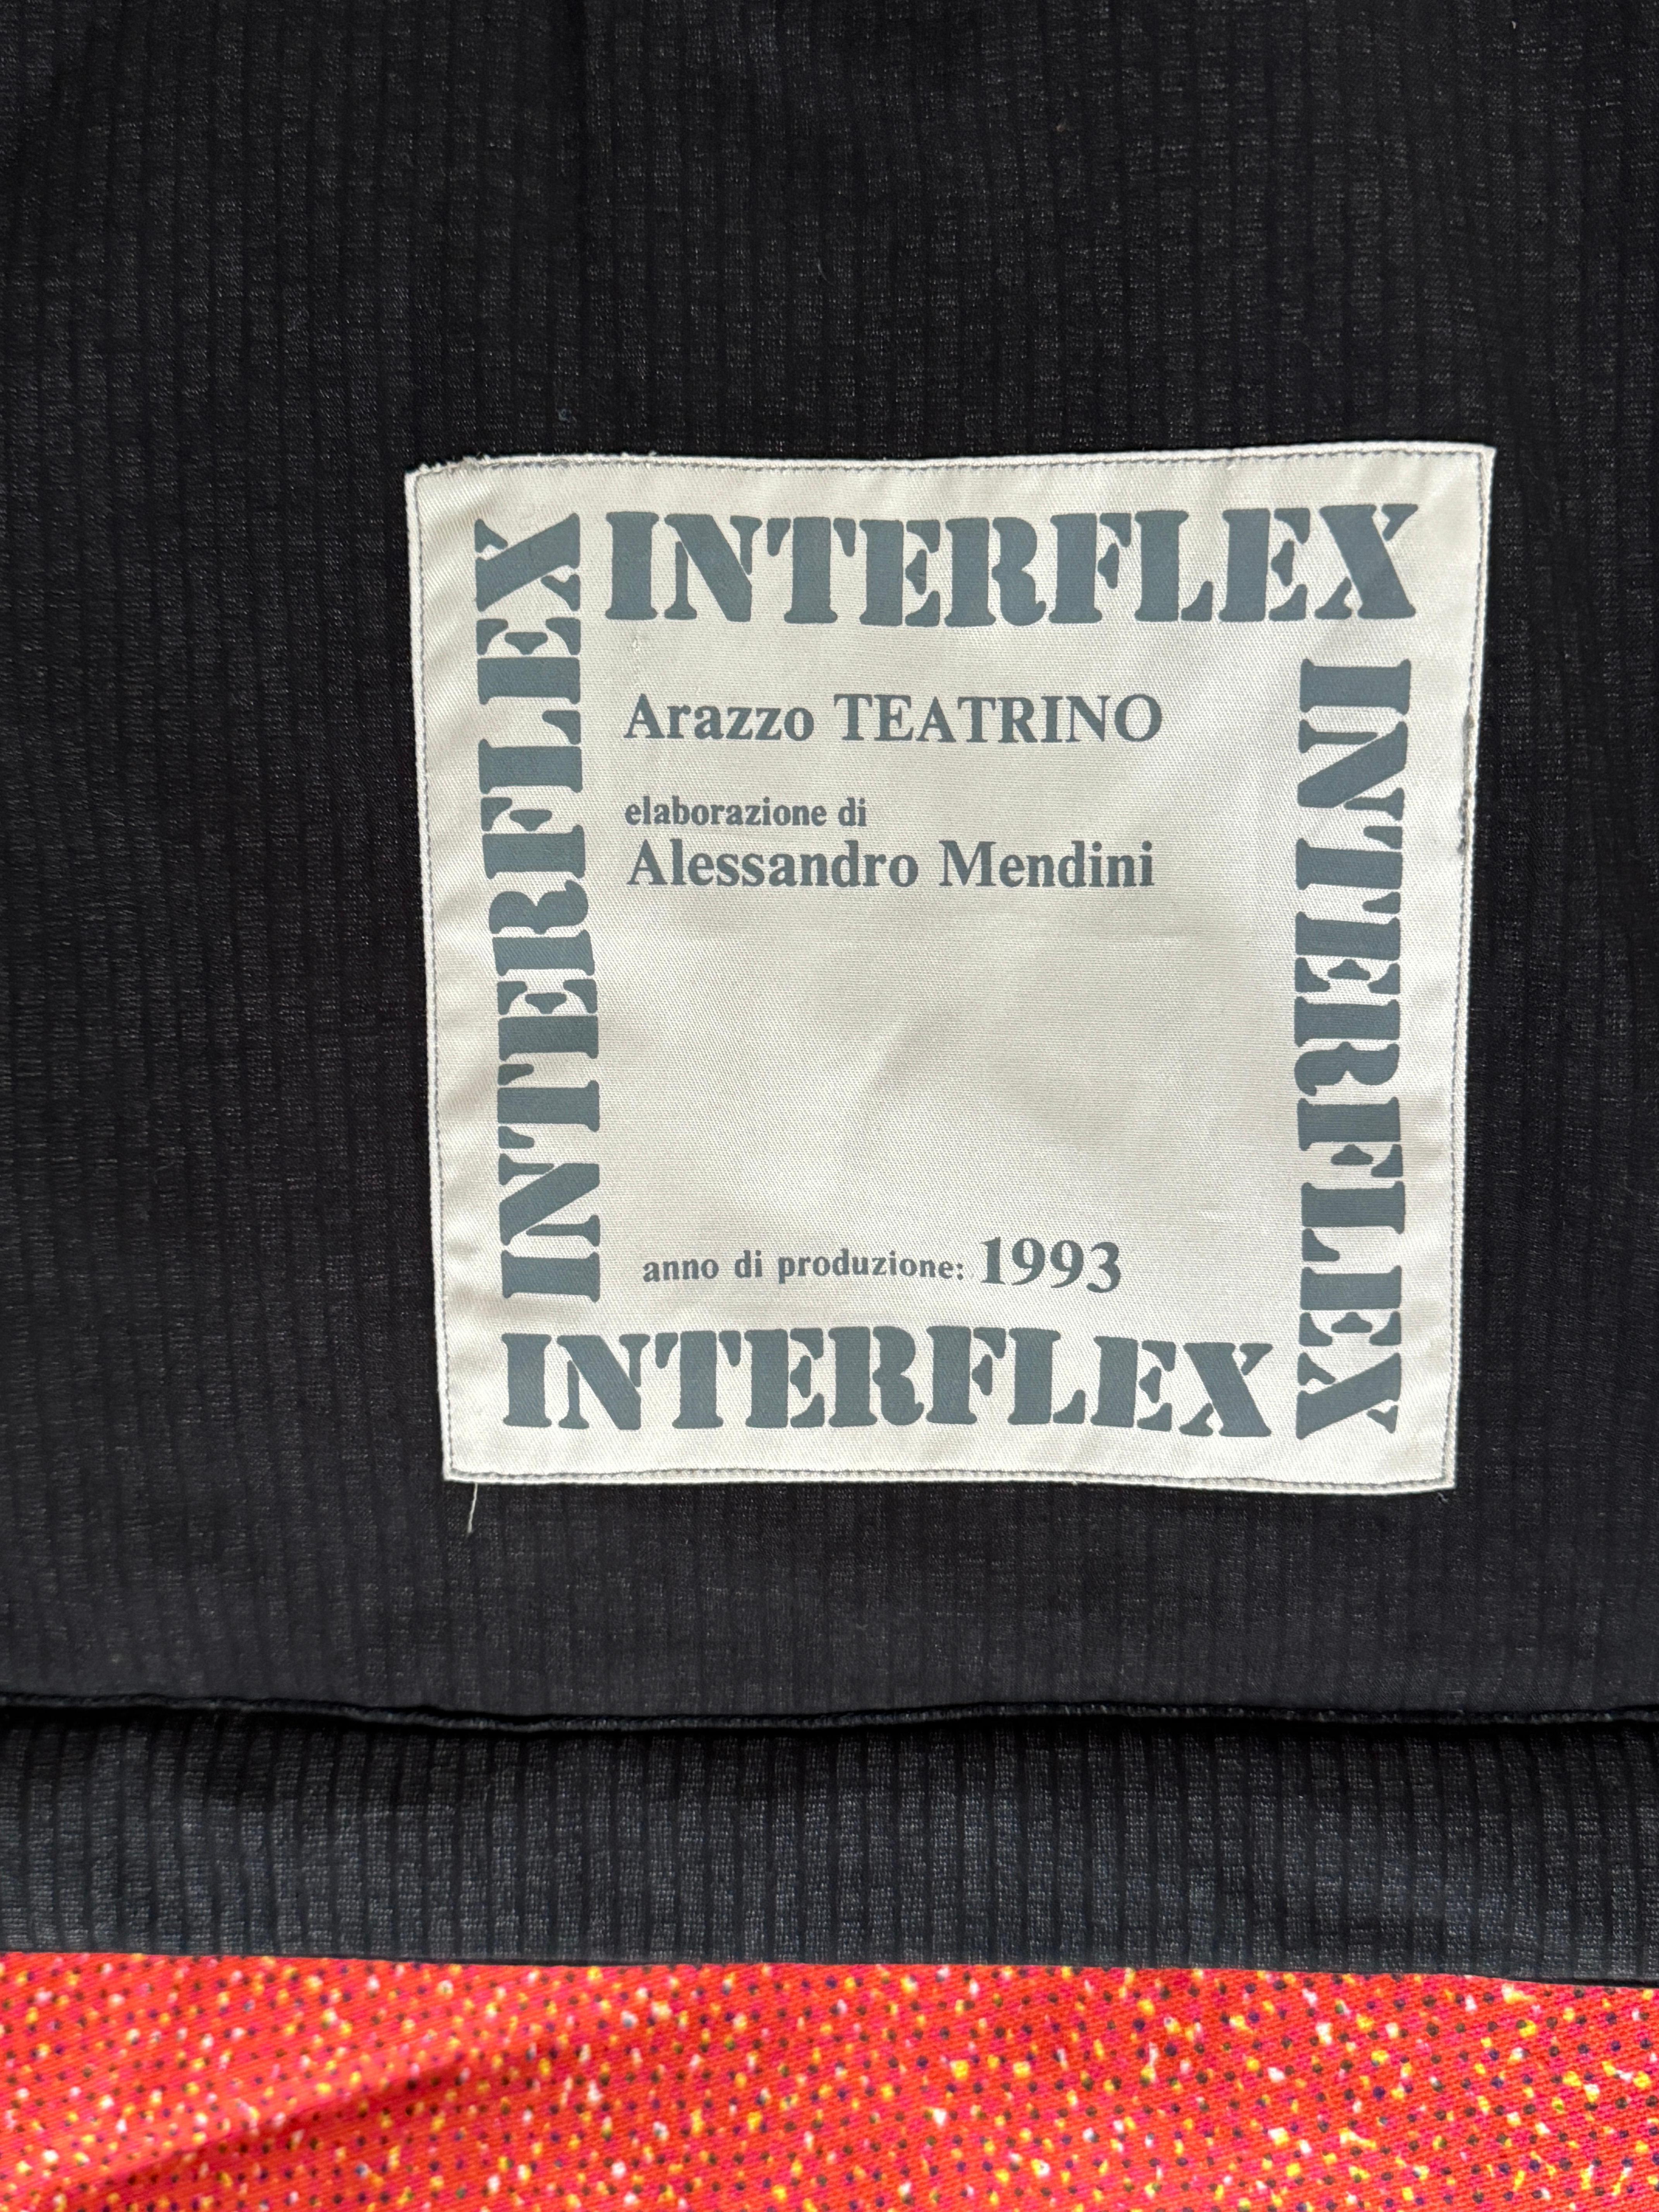 INTERFLEX
INTERFLEX
INTERFLEX
Arazzo TEATRINO
elaborazione di
Alessandro Mendini
anno di produzione: 1993
INTERFLEX